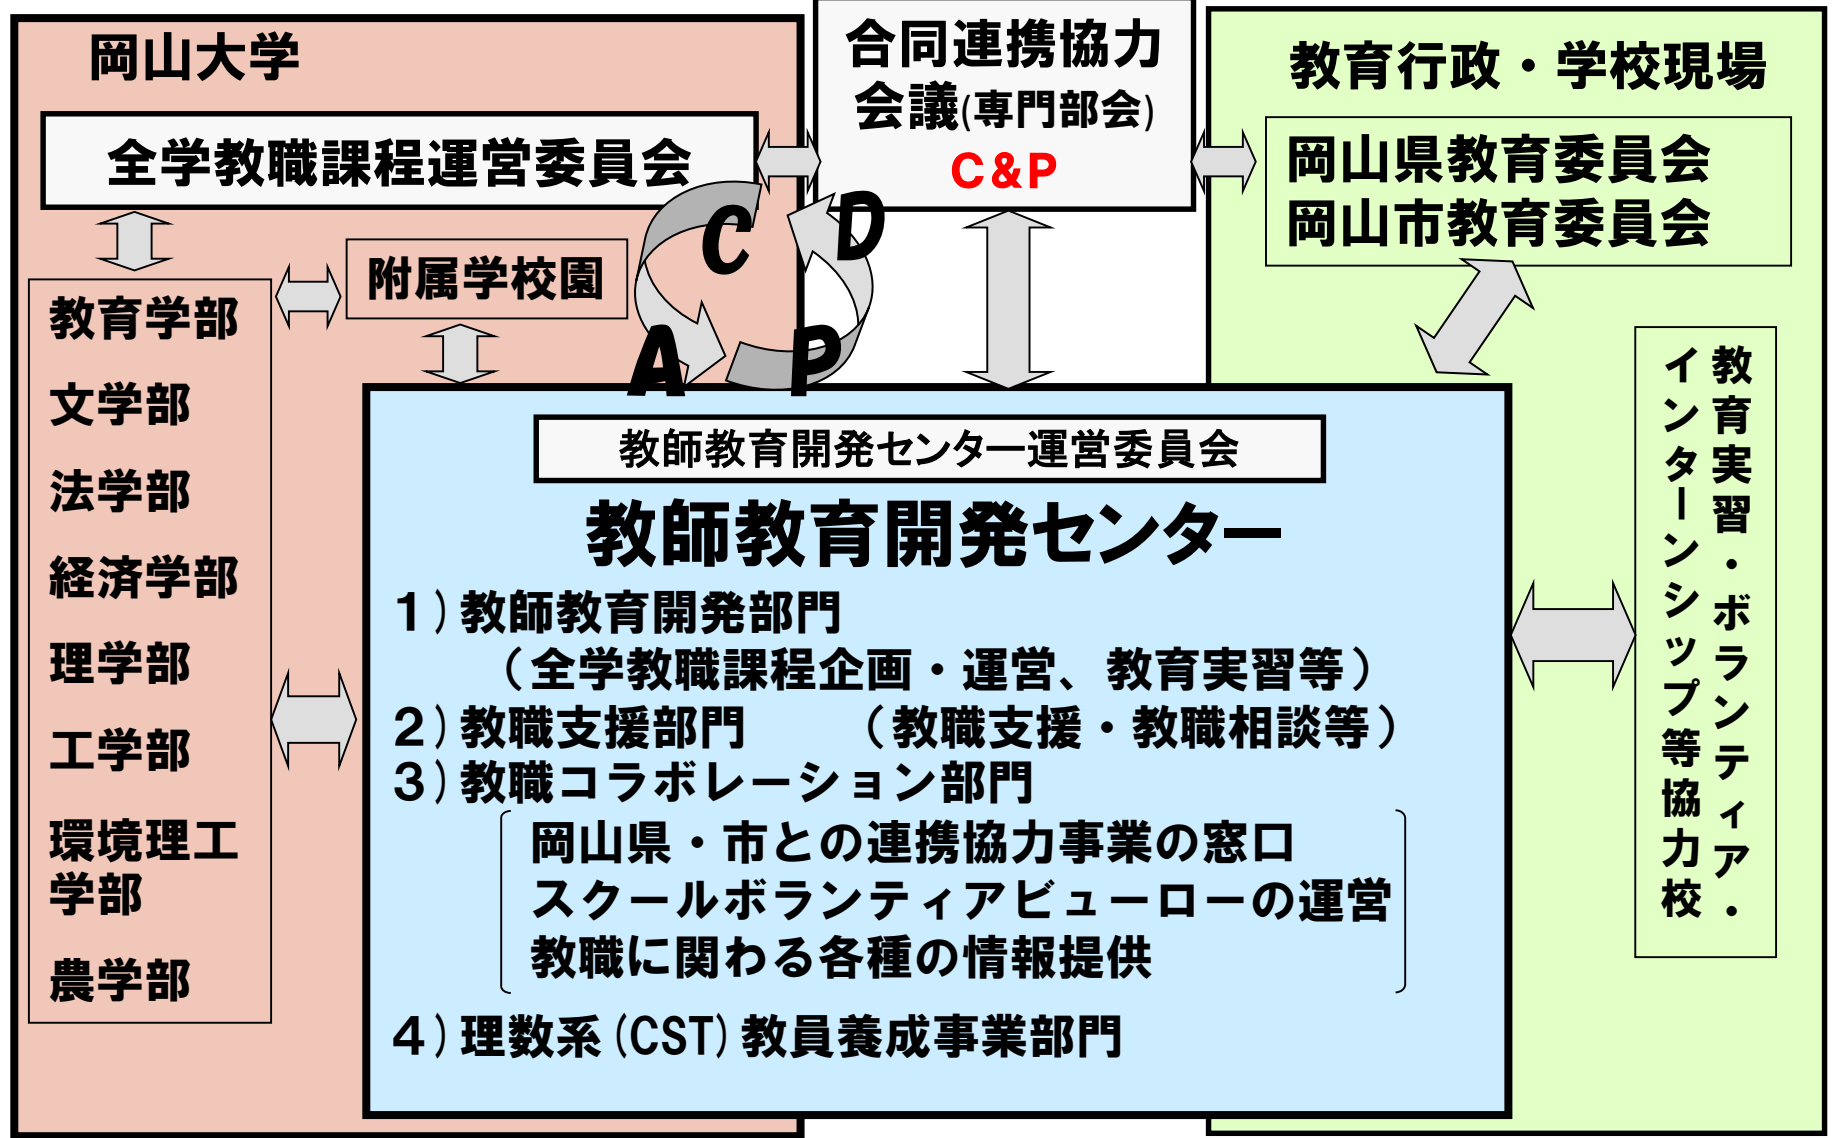 岡山大学
全学教職課程運営委員会
附属学校園
教育学部
文学部
法学部
経済学部
理学部
工学部
環境理工
学部
農学部
合同連携協力
会議(専門部会)
C&P
C
D
A
P
教育行政・学校現場
岡山県教育委員会
岡山市教育委員会
教育実習・ボランティア・
インターンシップ等協力校
教師教育開発センター運営委員会
教師教育開発センター
1)教師教育開発部門
(全学教職課程企画・運営、教育実習等)
2)教職支援部門 (教職支援・教職相談等)
3)教職コラボレーション部門
岡山県・市との連携協力事業の窓口
スクールボランティアビューローの運営
教職に関わる各種の情報提供
4)理数系(CST)教員養成事業部門